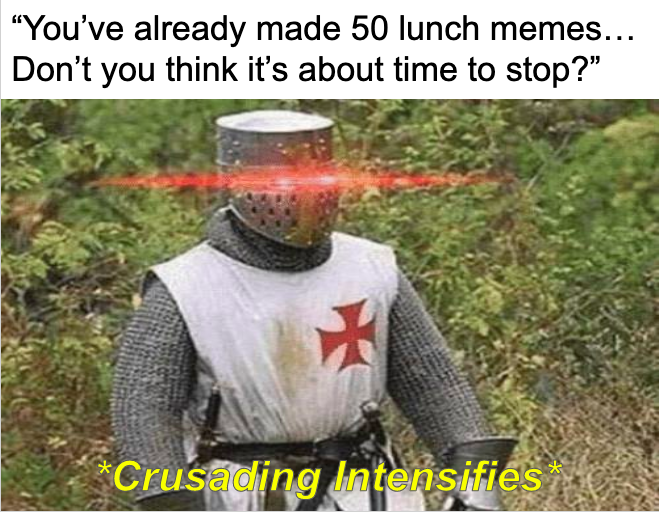 “You’ve already made 50 lunch memes…
Don’t you think it’s about time to stop?”
*Crusading Intensifies*